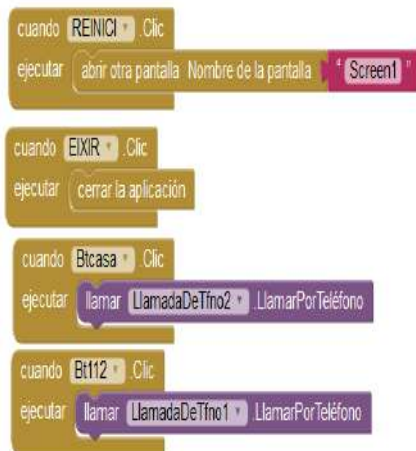 cuando REINICI .Clic
ejecutar abrir otra pantalla Nombre de la pantalla " Screen1 "
cuando EIXIR .Clic
ejecutar cerrar la aplicación
cuando Btcasa .Clic
ejecutar llamar LlamadaDeTfno2 .LlamarPorTeléfono
cuando Bt112 .Clic
ejecutar llamar LlamadaDeTfno1 .LlamarPorTeléfono